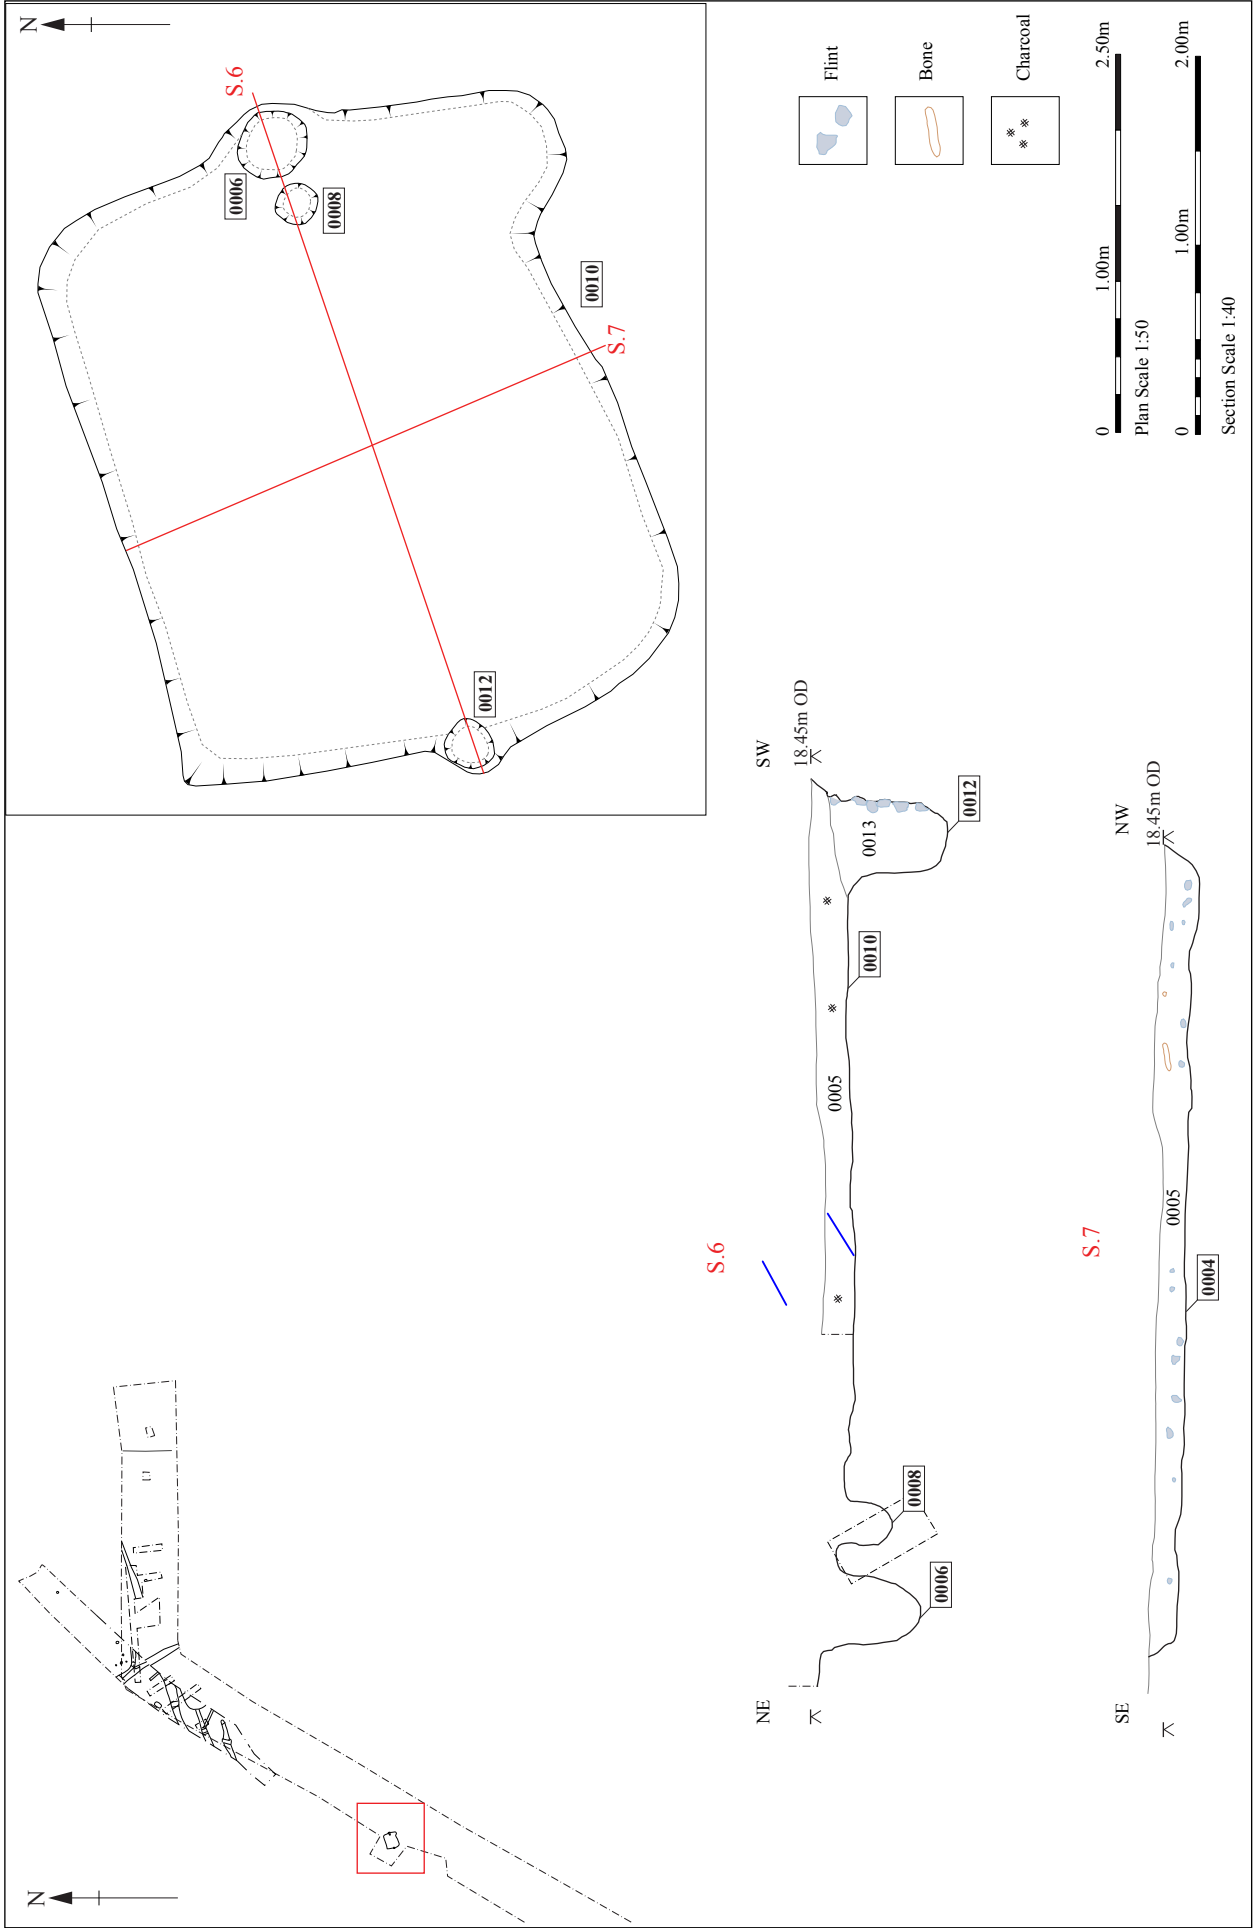 N
N
S.6
0006
0008
0010
S.7
0012
S.6
NE
SW
18.45m OD
0006
0008
0005
0010
0013
0012
S.7
SE
NW
18.45m OD
0005
0004
Flint
Bone
Charcoal
0 1.00m 2.50m
Plan Scale 1:50
0 1.00m 2.00m
Section Scale 1:40